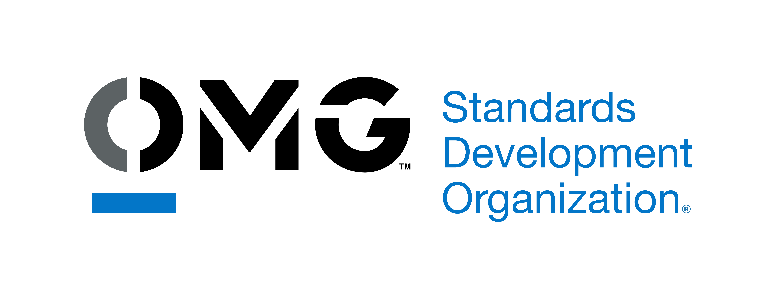 OMG™
Standards
Development
Organization®